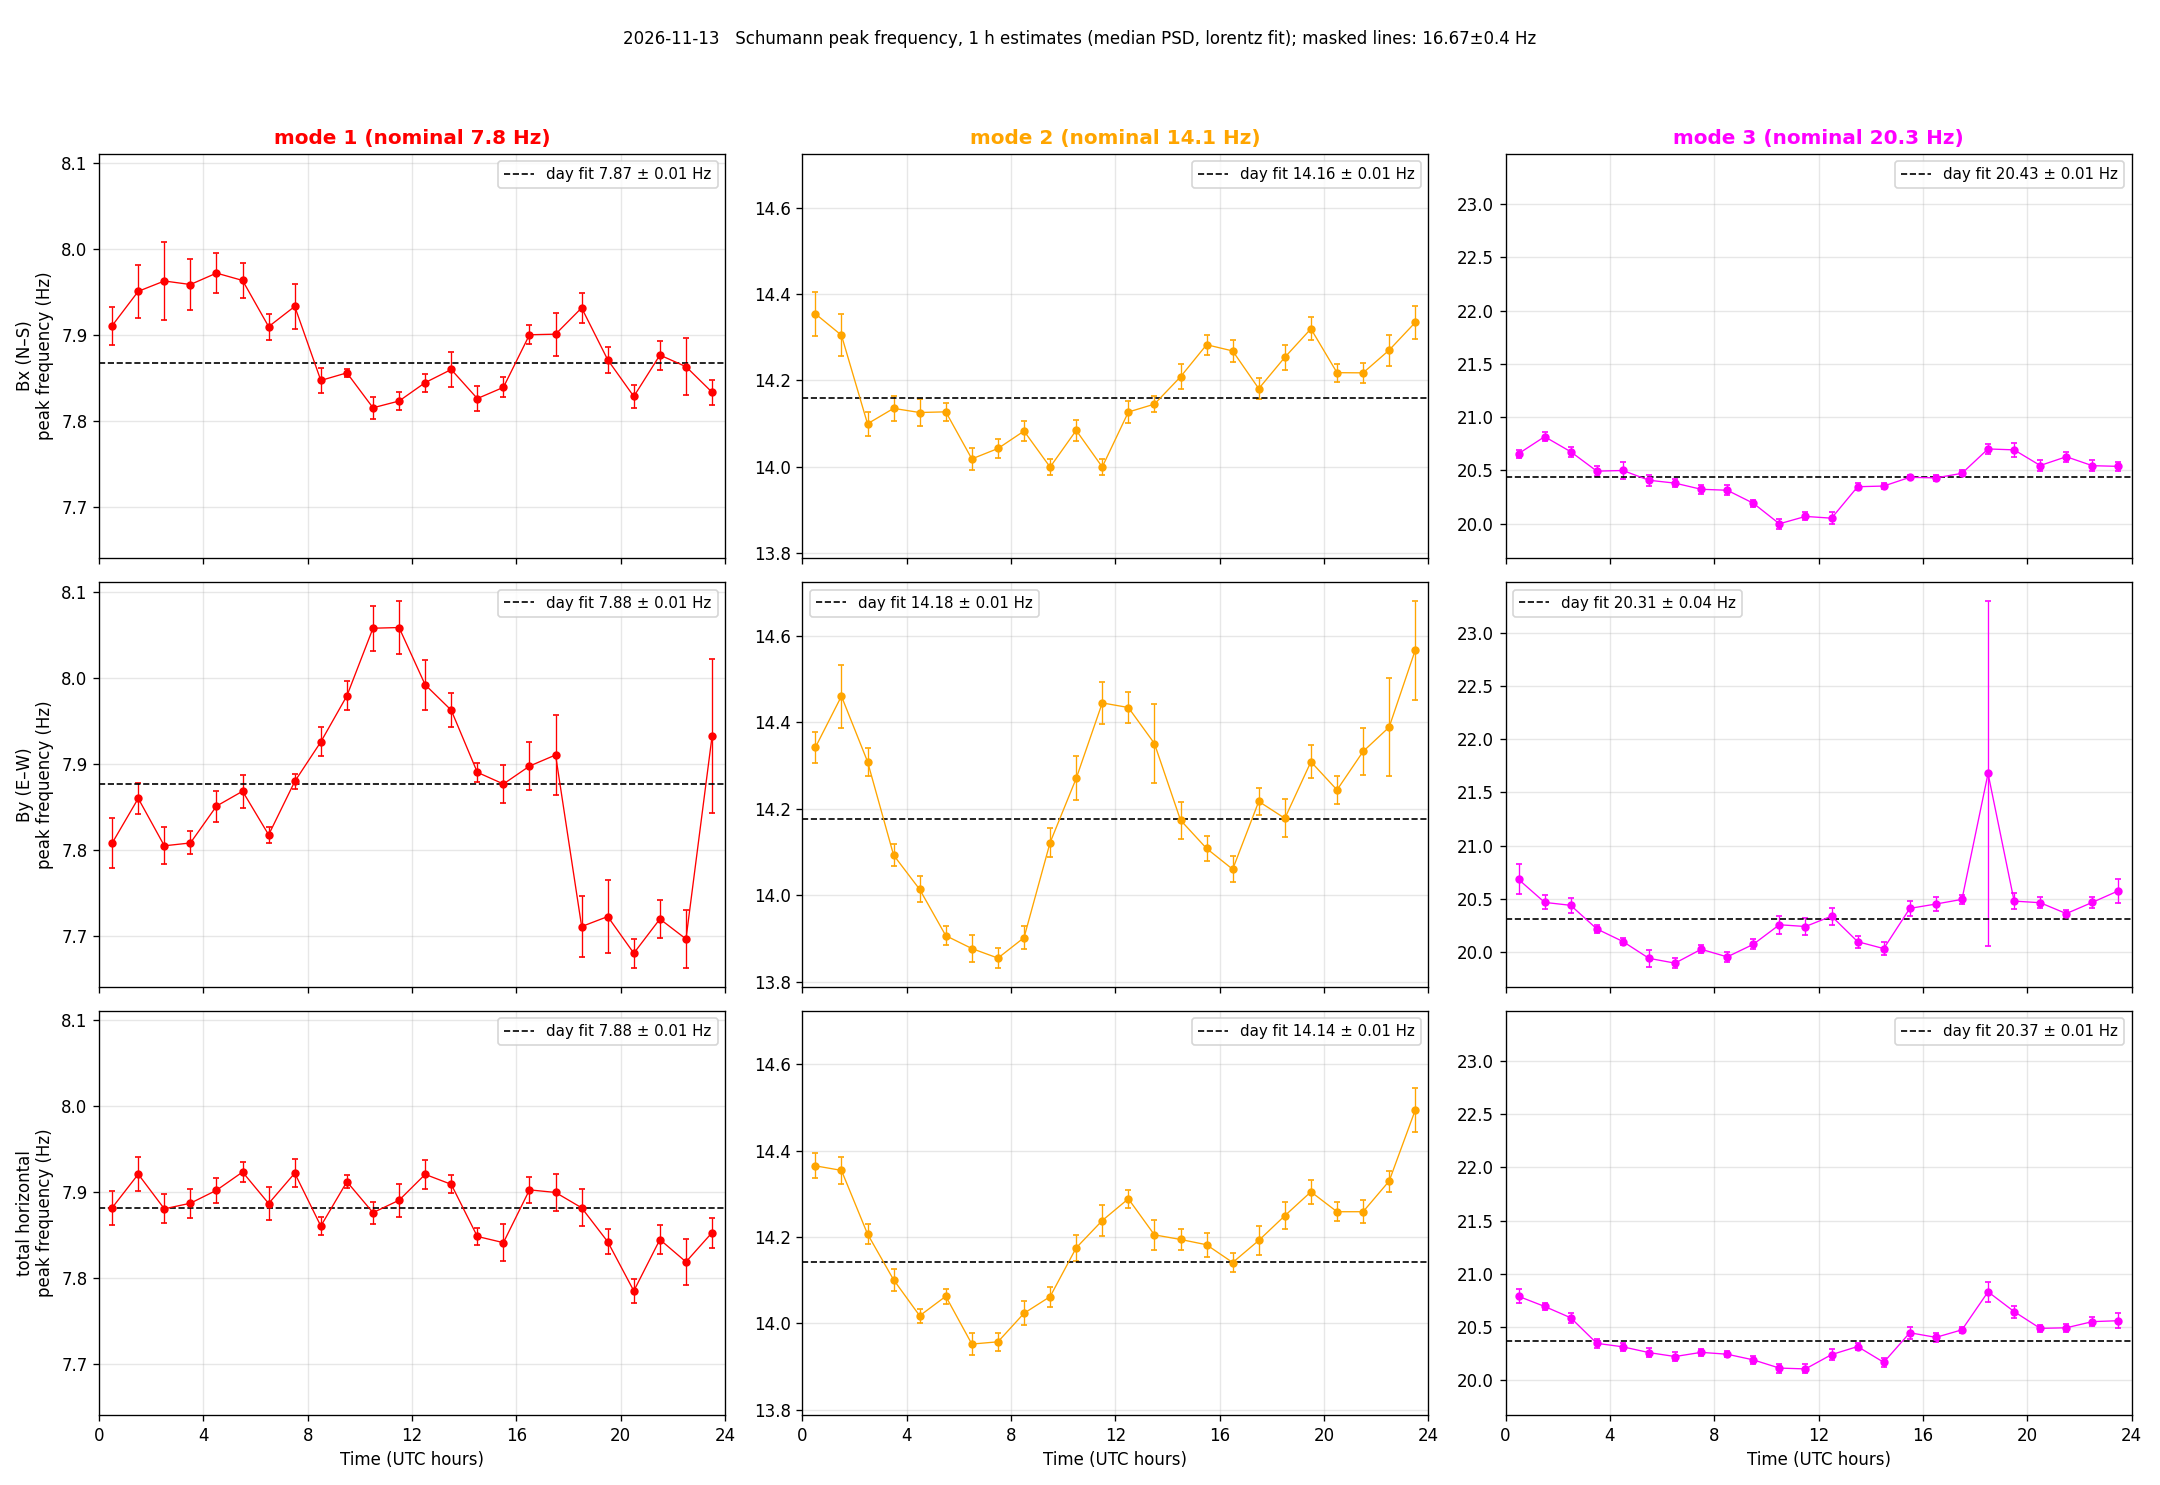 2026-11-13   Schumann peak frequency, 1 h estimates (median PSD, lorentz fit); masked lines: 16.67±0.4 Hz
mode 1 (nominal 7.8 Hz)
mode 2 (nominal 14.1 Hz)
mode 3 (nominal 20.3 Hz)
Bx (N–S)
peak frequency (Hz)
8.1
8.0
7.9
7.8
7.7
day fit 7.87 ± 0.01 Hz
14.6
14.4
14.2
14.0
13.8
day fit 14.16 ± 0.01 Hz
23.0
22.5
22.0
21.5
21.0
20.5
20.0
day fit 20.43 ± 0.01 Hz
By (E–W)
peak frequency (Hz)
8.1
8.0
7.9
7.8
7.7
day fit 7.88 ± 0.01 Hz
14.6
14.4
14.2
14.0
13.8
day fit 14.18 ± 0.01 Hz
23.0
22.5
22.0
21.5
21.0
20.5
20.0
day fit 20.31 ± 0.04 Hz
total horizontal
peak frequency (Hz)
8.1
8.0
7.9
7.8
7.7
day fit 7.88 ± 0.01 Hz
14.6
14.4
14.2
14.0
13.8
day fit 14.14 ± 0.01 Hz
23.0
22.5
22.0
21.5
21.0
20.5
20.0
day fit 20.37 ± 0.01 Hz
0 4 8 12 16 20 24
Time (UTC hours)
0 4 8 12 16 20 24
Time (UTC hours)
0 4 8 12 16 20 24
Time (UTC hours)